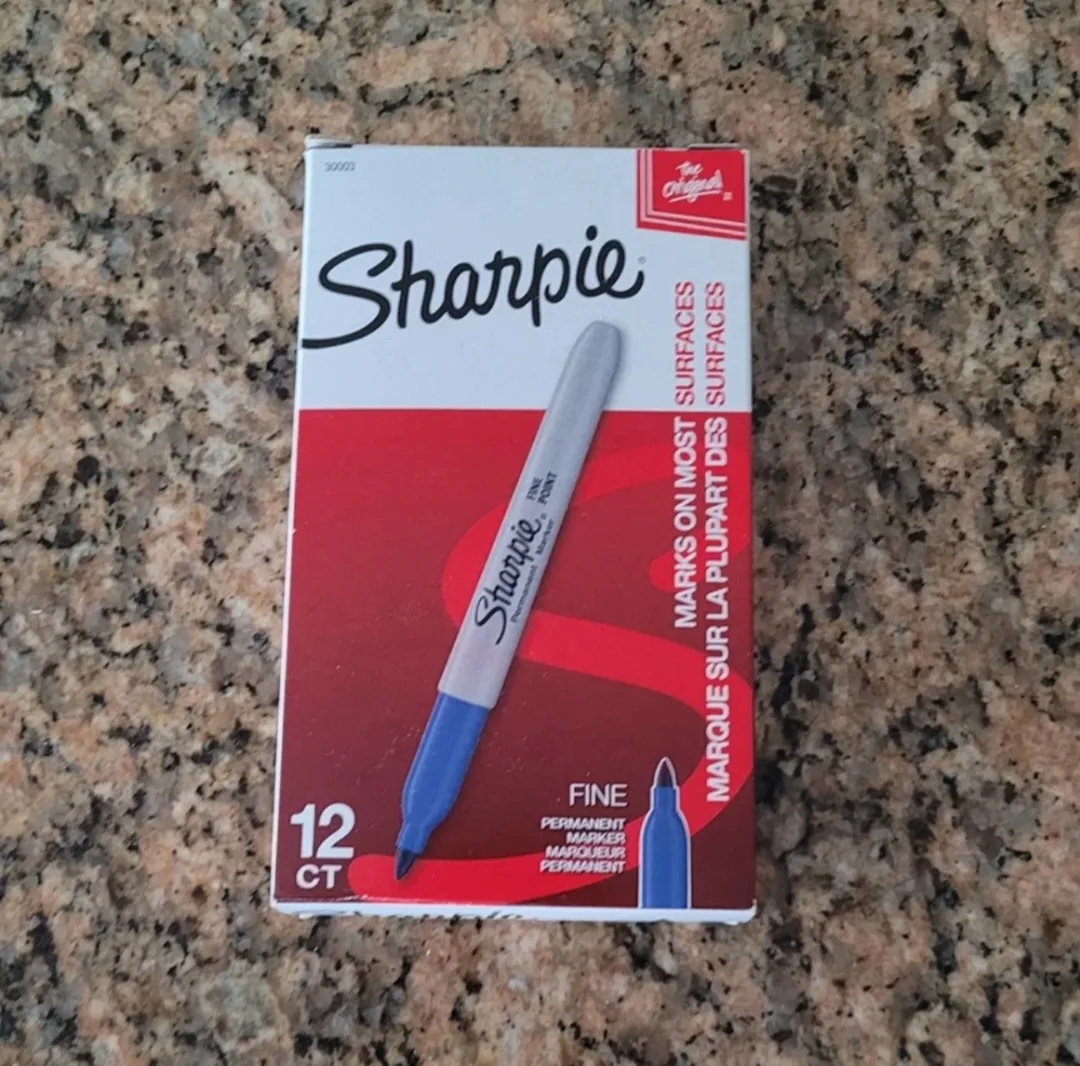 30003
the
original
Sharpie
MARKS ON MOST SURFACES
MARQUE SUR LA PLUPART DES SURFACES
Sharpie
Permanent Marker
FINE
POINT
12
CT
FINE
PERMANENT
MARKER
MARQUEUR
PERMANENT
Sharpie